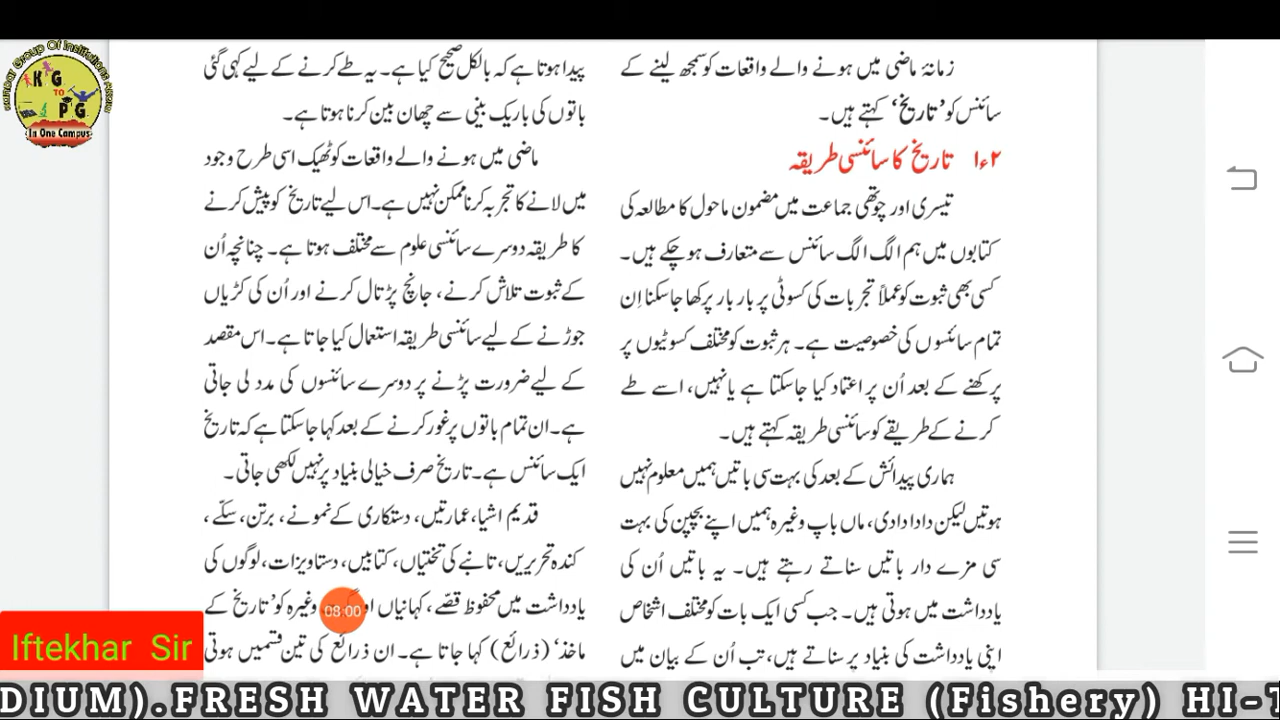 زمانۂ ماضی میں ہونے والے واقعات کو سمجھ لینے کے
سائنس کو 'تاریخ' کہتے ہیں۔
۱ء۲ تاریخ کا سائنسی طریقہ
تیسری اور چوتھی جماعت میں مضمون ماحول کا مطالعہ کی
کتابوں میں ہم الگ الگ سائنس سے متعارف ہو چکے ہیں۔
کسی بھی ثبوت کو عملاً تجربات کی کسوٹی پر بار بار پرکھا جا سکنا اِن
تمام سائنسوں کی خصوصیت ہے۔ ہر ثبوت کو مختلف کسوٹیوں پر
پرکھنے کے بعد اُن پر اعتماد کیا جاسکتا ہے یا نہیں، اسے طے
کرنے کے طریقے کو سائنسی طریقہ کہتے ہیں۔
ہماری پیدائش کے بعد کی بہت سی باتیں ہمیں معلوم نہیں
ہوتیں لیکن دادا دادی، ماں باپ وغیرہ ہمیں اپنے بچپن کی بہت
سی مزے دار باتیں سناتے رہتے ہیں۔ یہ باتیں اُن کی
یادداشت میں ہوتی ہیں۔ جب کسی ایک بات کو مختلف اشخاص
اپنی یادداشت کی بنیاد پر سناتے ہیں، تب اُن کے بیان میں
پیدا ہوتا ہے کہ بالکل صحیح کیا ہے۔ یہ طے کرنے کے لیے کہی گئی
باتوں کی باریک بینی سے چھان بین کرنا ہوتا ہے۔
ماضی میں ہونے والے واقعات کو ٹھیک اسی طرح وجود
میں لانے کا تجربہ کرنا ممکن نہیں ہے۔ اس لیے تاریخ کو پیش کرنے
کا طریقہ دوسرے سائنسی علوم سے مختلف ہوتا ہے۔ چنانچہ اُن
کے ثبوت تلاش کرنے، جانچ پڑتال کرنے اور اُن کی کڑیاں
جوڑنے کے لیے سائنسی طریقہ استعمال کیا جاتا ہے۔ اس مقصد
کے لیے ضرورت پڑنے پر دوسرے سائنسوں کی مدد لی جاتی
ہے۔ ان تمام باتوں پر غور کرنے کے بعد کہا جاسکتا ہے کہ تاریخ
ایک سائنس ہے۔ تاریخ صرف خیالی بنیاد پر نہیں لکھی جاتی۔
قدیم اشیا، عمارتیں، دستکاری کے نمونے، برتن، سکّے،
کندہ تحریریں، تانبے کی تختیاں، کتابیں، دستاویزات، لوگوں کی
یادداشت میں محفوظ قصّے، کہانیاں وغیرہ کو 'تاریخ کے
ماخذ' (ذرائع) کہا جاتا ہے۔ ان ذرائع کی تین قسمیں ہوتی
08:00
KG
TO
PG
In One Campus
Iftekhar Sir
DIUM).FRESH WATER FISH CULTURE (Fishery) HI-T